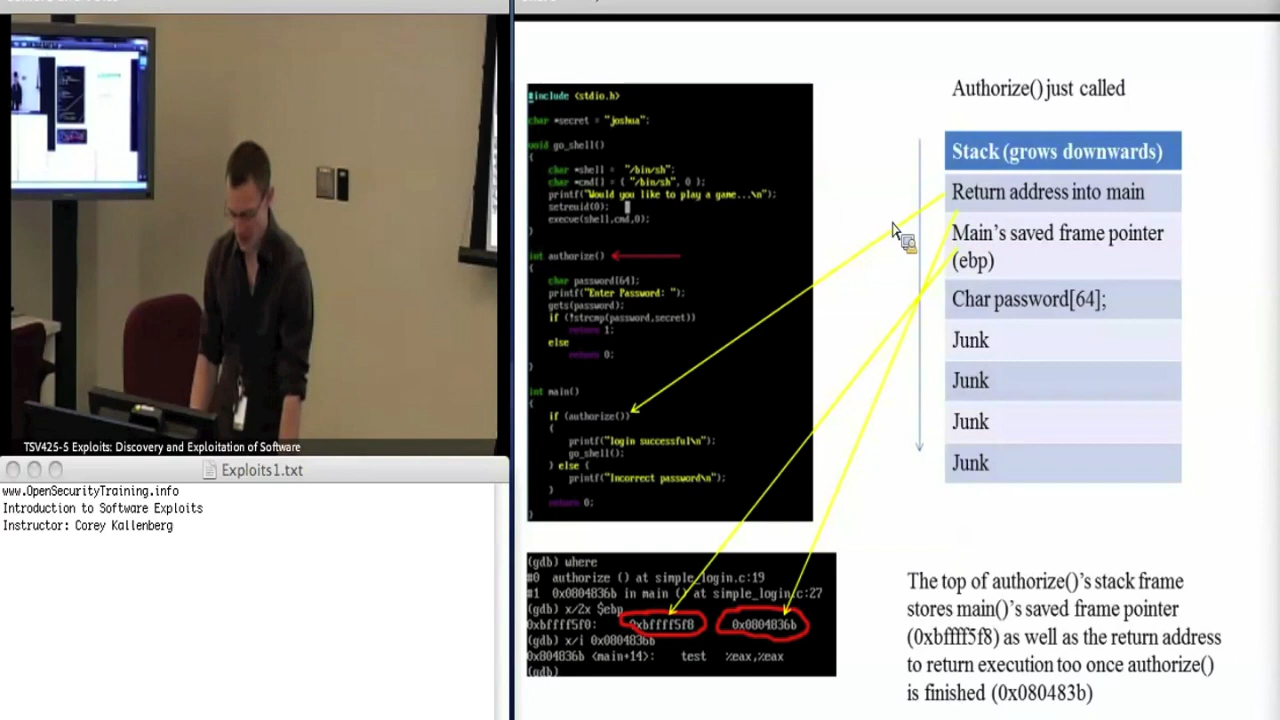 TSV425-5 Exploits: Discovery and Exploitation of Software
Exploits1.txt
www.OpenSecurityTraining.info
Introduction to Software Exploits
Instructor: Corey Kallenberg
#include <stdio.h>
char *secret = "joshua";
void go_shell()
{
char *shell = "/bin/sh";
char *cmd[] = { "/bin/sh", 0 };
printf("Would you like to play a game...\n");
setreuid(0);
execve(shell,cmd,0);
}
int authorize()
{
char password[64];
printf("Enter Password: ");
gets(password);
if (!strcmp(password,secret))
return 1;
else
return 0;
}
int main()
{
if (authorize())
{
printf("login successful\n");
go_shell();
} else {
printf("Incorrect password\n");
}
return 0;
}
(gdb) where
#0 authorize () at simple_login.c:19
#1 0x0804836b in main () at simple_login.c:27
(gdb) x/2x $ebp
0xbffff5f0: 0xbffff5f8 0x0804836b
(gdb) x/i 0x0804836b
0x804836b <main+14>: test %eax,%eax
(gdb)
Authorize() just called
Stack (grows downwards)
Return address into main
Main's saved frame pointer
(ebp)
Char password[64];
Junk
Junk
Junk
Junk
The top of authorize()'s stack frame
stores main()'s saved frame pointer
(0xbffff5f8) as well as the return address
to return execution too once authorize()
is finished (0x080483b)